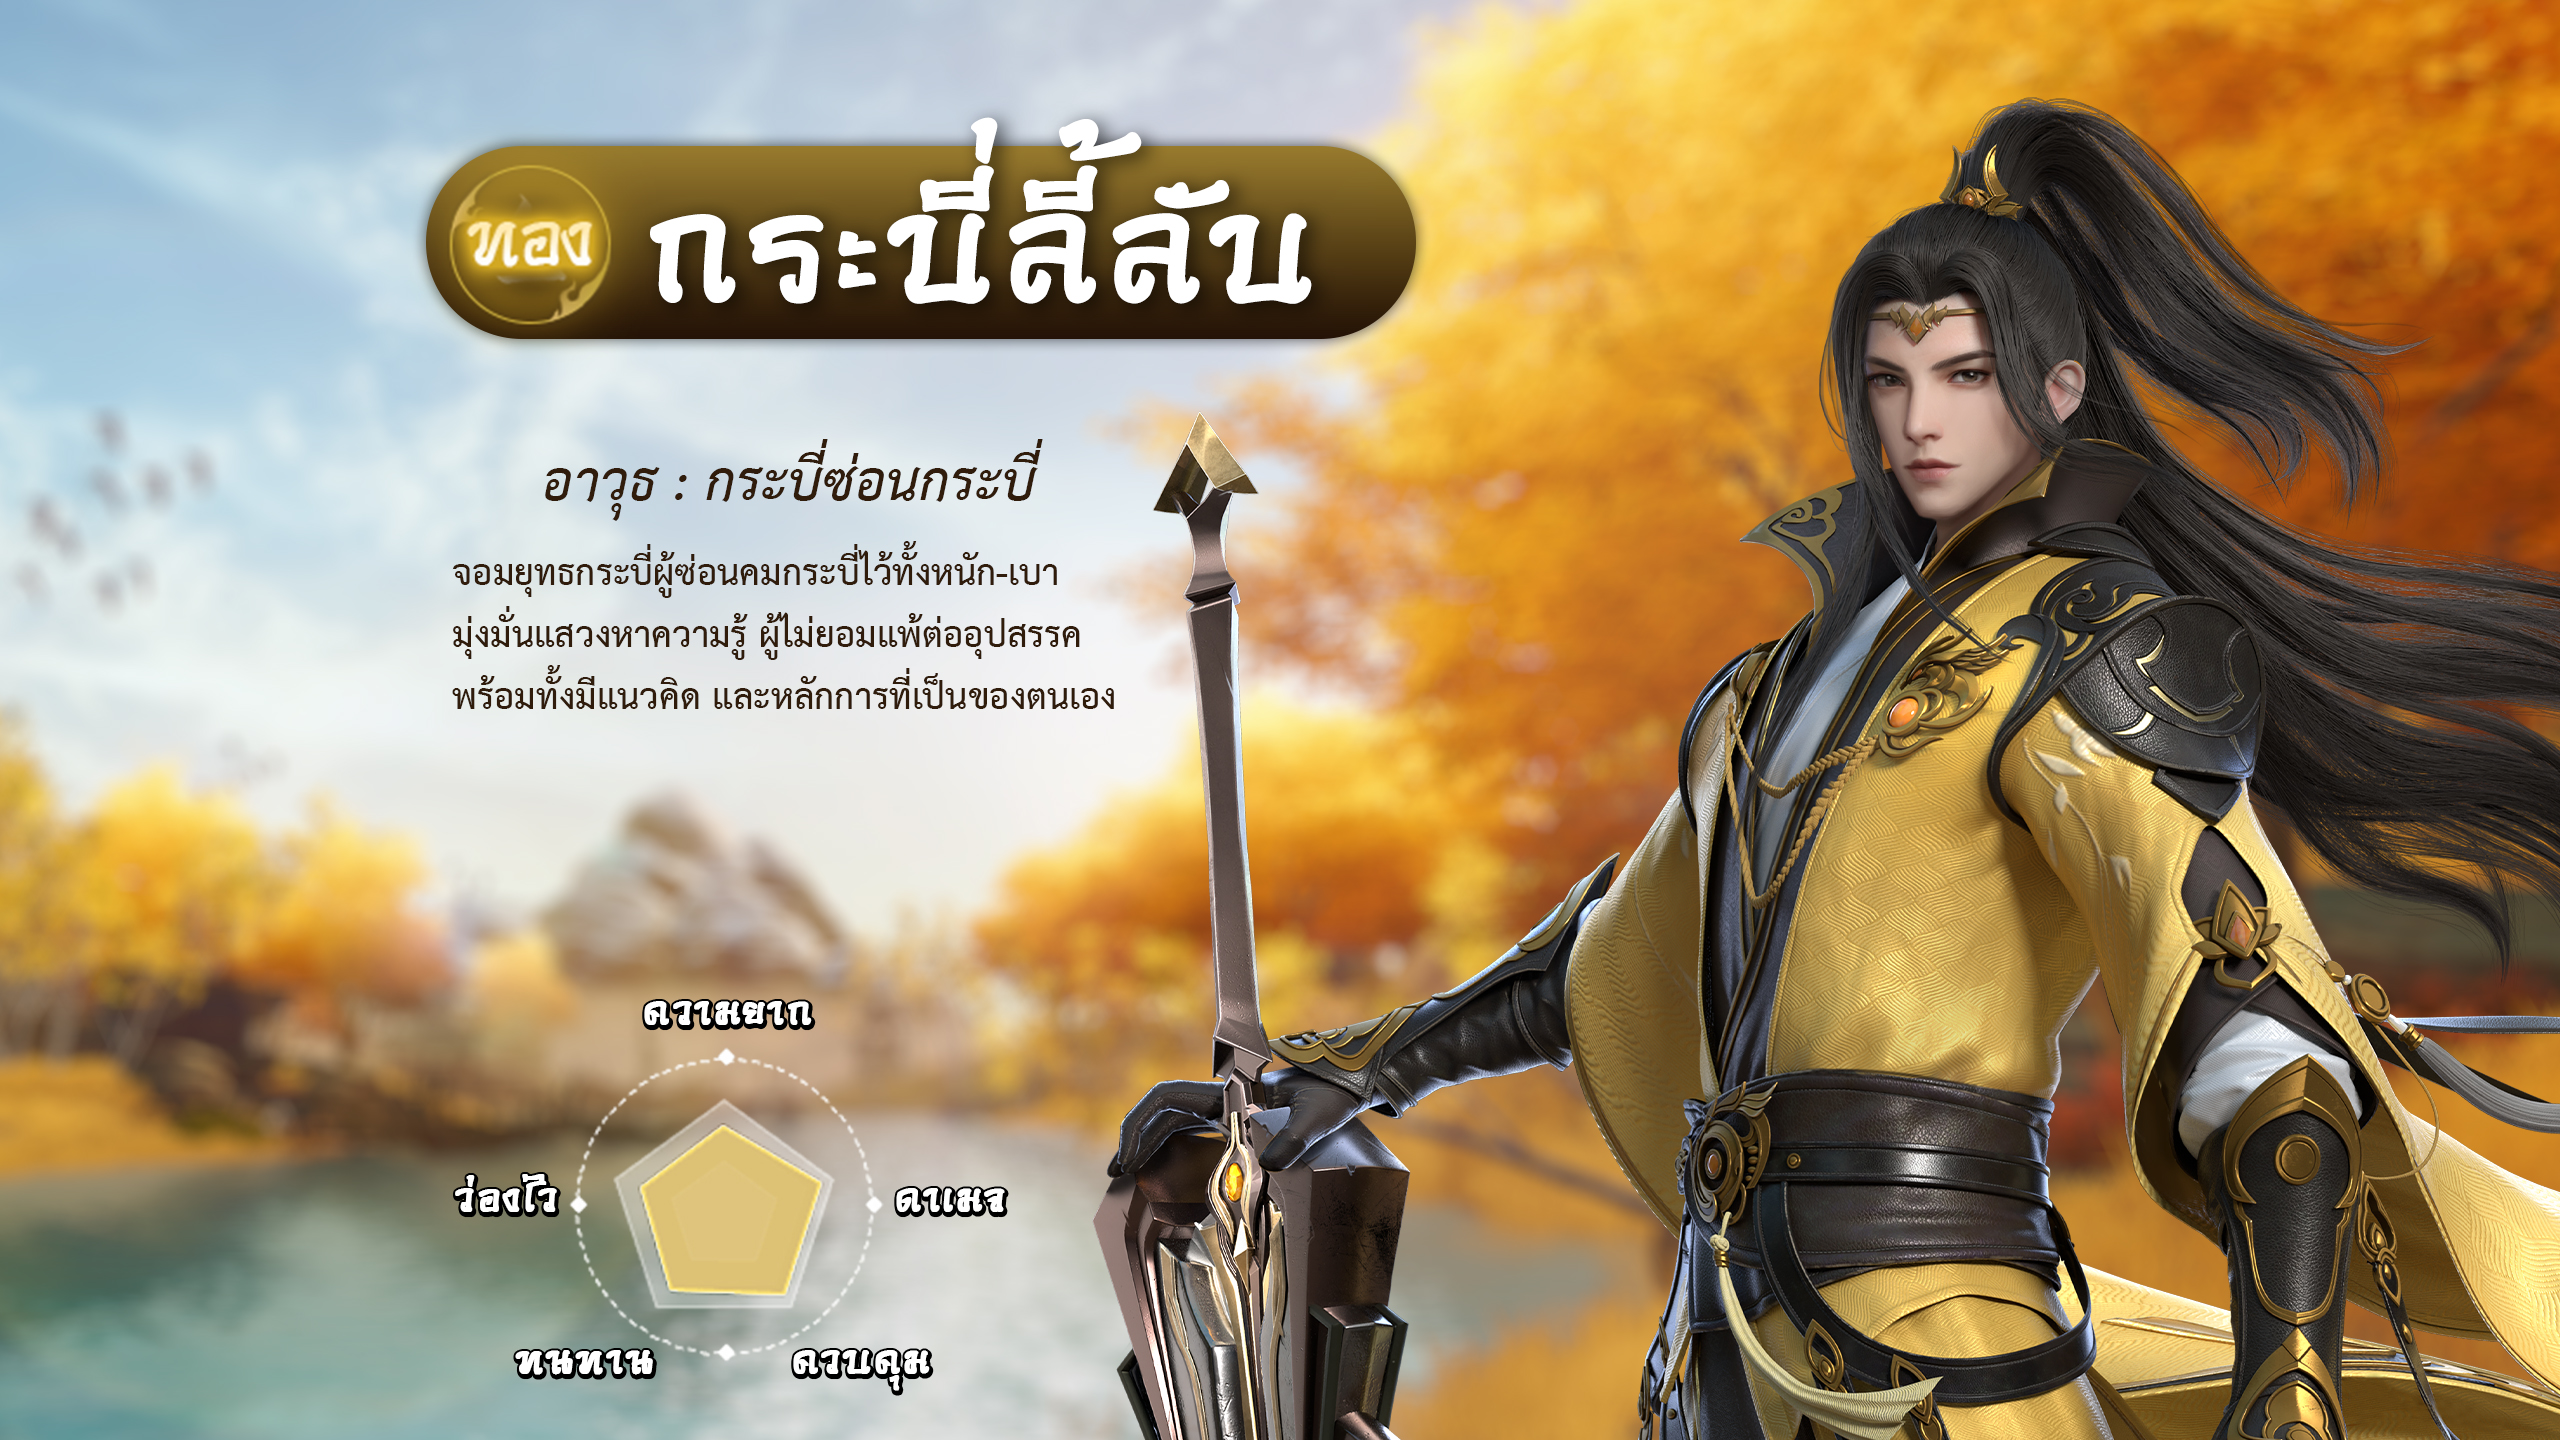 ทอง กระบี่ลี้ลับ
อาวุธ : กระบี่ซ่อนกระบี่
จอมยุทธกระบี่ผู้ซ่อนคมกระบี่ไว้ทั้งหนัก-เบา
มุ่งมั่นแสวงหาความรู้ ผู้ไม่ยอมแพ้ต่ออุปสรรค
พร้อมทั้งมีแนวคิด และหลักการที่เป็นของตนเอง
ความยาก
ว่องไว
ดาเมจ
ทนทาน
ควบคุม